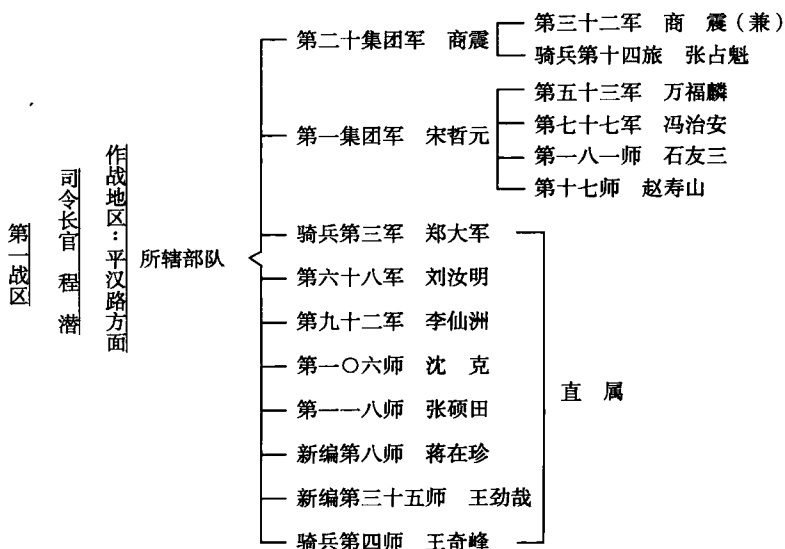 第一战区
司令长官 程 潜
作战地区：平汉路方面
所辖部队
第二十集团军 商震
第三十二军 商 震（兼）
骑兵第十四旅 张占魁
第一集团军 宋哲元
第五十三军 万福麟
第七十七军 冯治安
第一八一师 石友三
第十七师 赵寿山
骑兵第三军 郑大军
第六十八军 刘汝明
第九十二军 李仙洲
第一〇六师 沈 克
第一一八师 张硕田
新编第八师 蒋在珍
新编第三十五师 王劲哉
骑兵第四师 王奇峰
直 属